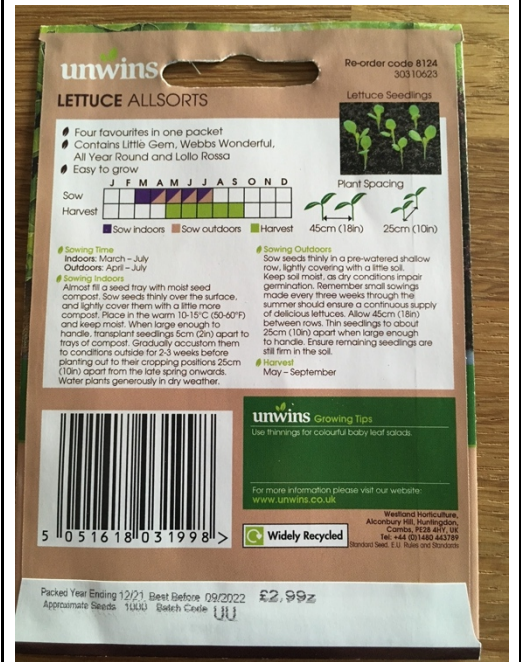 unwins
Re-order code 8124
30310623
LETTUCE ALLSORTS
Lettuce Seedlings
Four favourites in one packet
Contains Little Gem, Webbs Wonderful,
All Year Round and Lollo Rossa
Easy to grow
J F M A M J J A S O N D
Sow
Harvest
Sow indoors Sow outdoors Harvest
Plant Spacing
45cm (18in) 25cm (10in)
Sowing Time
Indoors: March – July
Outdoors: April – July
Sowing Indoors
Almost fill a seed tray with moist seed
compost. Sow seeds thinly over the surface,
and lightly cover them with a little more
compost. Place in the warm 10-15°C (50-60°F)
and keep moist. When large enough to
handle, transplant seedlings 5cm (2in) apart to
trays of compost. Gradually accustom them
to conditions outside for 2-3 weeks before
planting out to their cropping positions 25cm
(10in) apart from the late spring onwards.
Water plants generously in dry weather.
Sowing Outdoors
Sow seeds thinly in a pre-watered shallow
row, lightly covering with a little soil.
Keep soil moist, as dry conditions impair
germination. Remember small sowings
made every three weeks through the
summer should ensure a continuous supply
of delicious lettuces. Allow 45cm (18in)
between rows. Thin seedlings to about
25cm (10in) apart when large enough
to handle. Ensure remaining seedlings are
still firm in the soil.
Harvest
May – September
unwins Growing Tips
Use thinnings for colourful baby leaf salads.
For more information please visit our website:
www.unwins.co.uk
5 051618 031998 >
Widely Recycled
Westland Horticulture,
Alconbury Hill, Huntingdon,
Cambs, PE28 4HY, UK
Tel: +44 (0)1480 443789
Standard Seed. E.U. Rules and Standards
Packed Year Ending 12/21 Best Before 09/2022 £2.99z
Approximate Seeds 1000 Batch Code UU